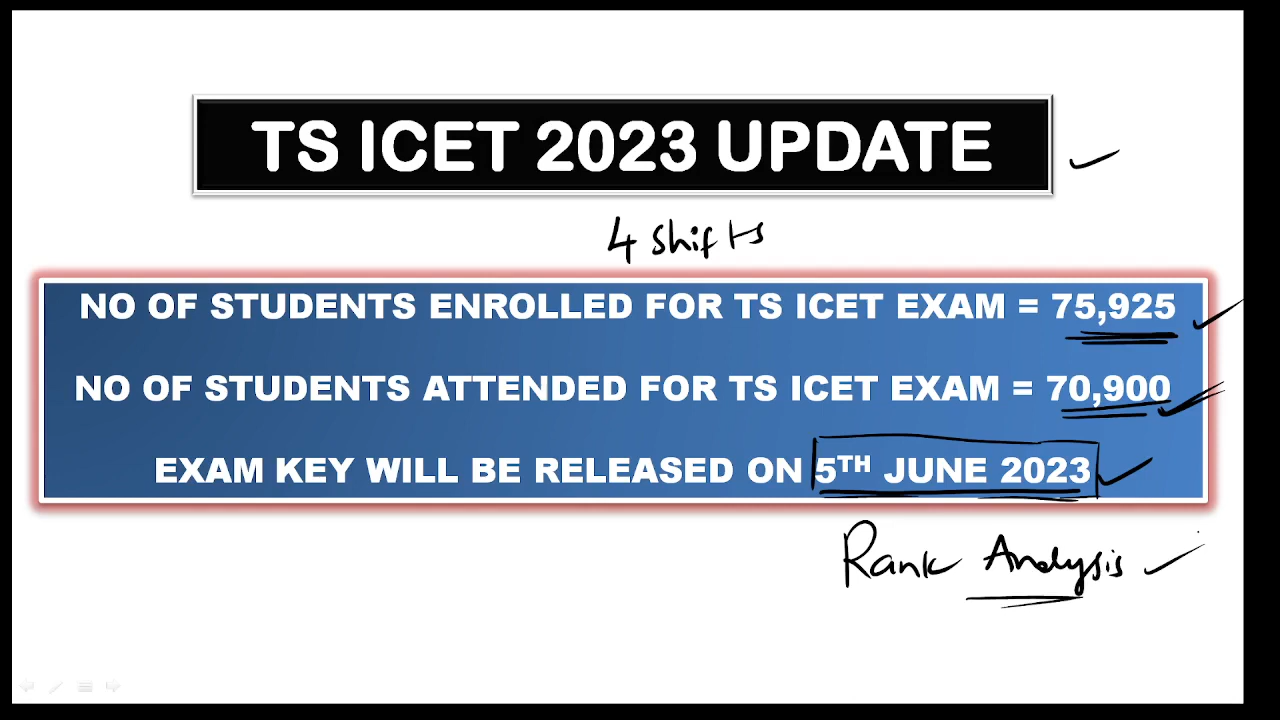 TS ICET 2023 UPDATE
4 shifts
NO OF STUDENTS ENROLLED FOR TS ICET EXAM = 75,925
NO OF STUDENTS ATTENDED FOR TS ICET EXAM = 70,900
EXAM KEY WILL BE RELEASED ON 5TH JUNE 2023
Rank Analysis